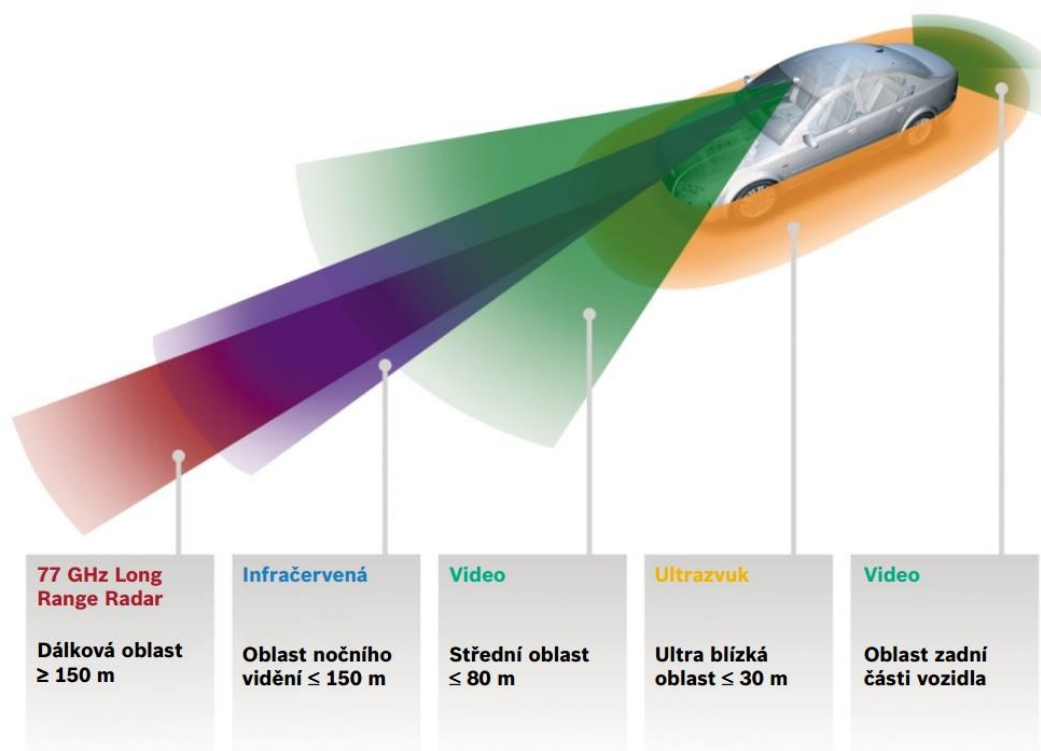 77 GHz Long
Range Radar
Dálková oblast
≥ 150 m
Infračervená
Oblast nočního
vidění ≤ 150 m
Video
Střední oblast
≤ 80 m
Ultrazvuk
Ultra blízká
oblast ≤ 30 m
Video
Oblast zadní
části vozidla